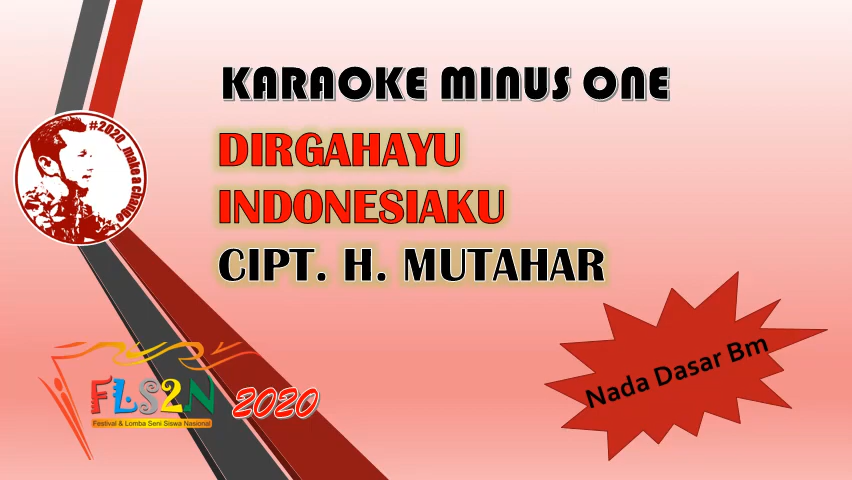 KARAOKE MINUS ONE
DIRGAHAYU
INDONESIAKU
CIPT. H. MUTAHAR
#2020_make a change
Nada Dasar Bm
FLS2N 2020
Festival & Lomba Seni Siswa Nasional